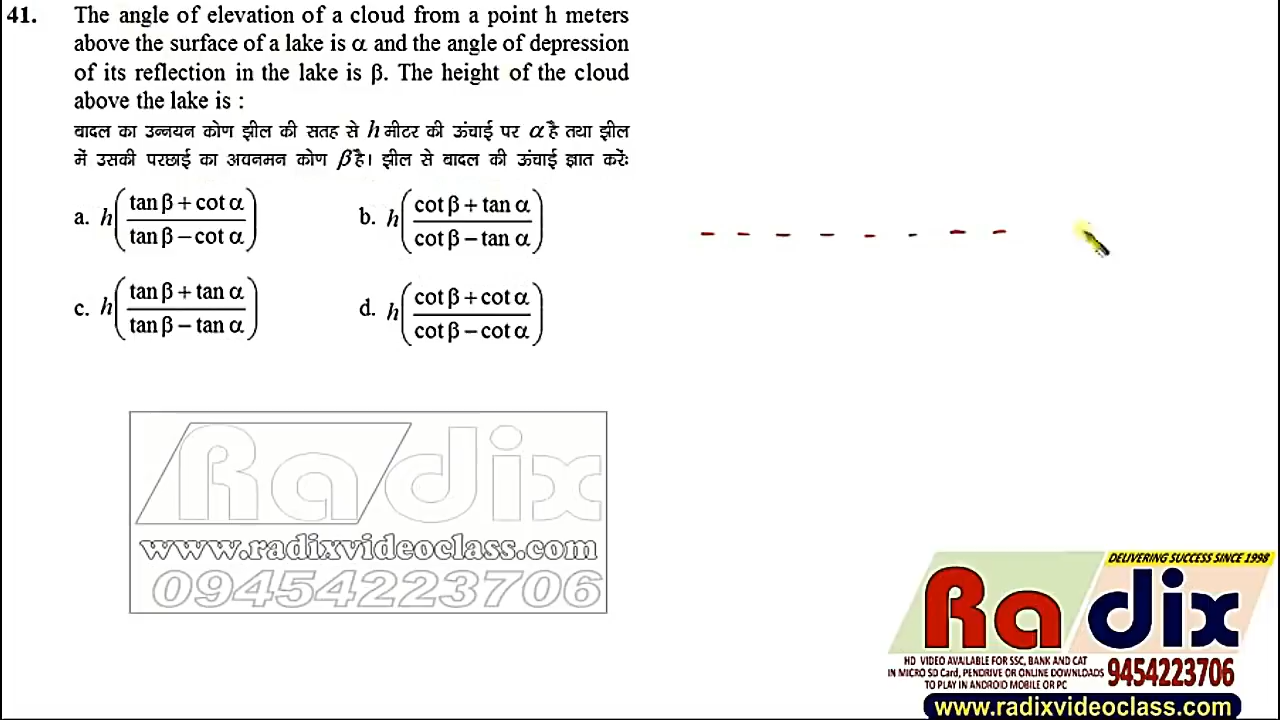 41. The angle of elevation of a cloud from a point h meters
above the surface of a lake is α and the angle of depression
of its reflection in the lake is β. The height of the cloud
above the lake is :
बादल का उन्नयन कोण झील की सतह से h मीटर की ऊंचाई पर α है तथा झील
में उसकी परछाई का अवनमन कोण β है। झील से बादल की ऊंचाई ज्ञात करें:
a. h(tan β + cot α / tan β − cot α) b. h(cot β + tan α / cot β − tan α)
c. h(tan β + tan α / tan β − tan α) d. h(cot β + cot α / cot β − cot α)
Radix
www.radixvideoclass.com
09454223706
DELIVERING SUCCESS SINCE 1998
Radix
HD VIDEO AVAILABLE FOR SSC, BANK AND CAT
IN MICRO SD Card, PENDRIVE OR ONLINE DOWNLOADS
TO PLAY IN ANDROID MOBILE OR PC
9454223706
www.radixvideoclass.com